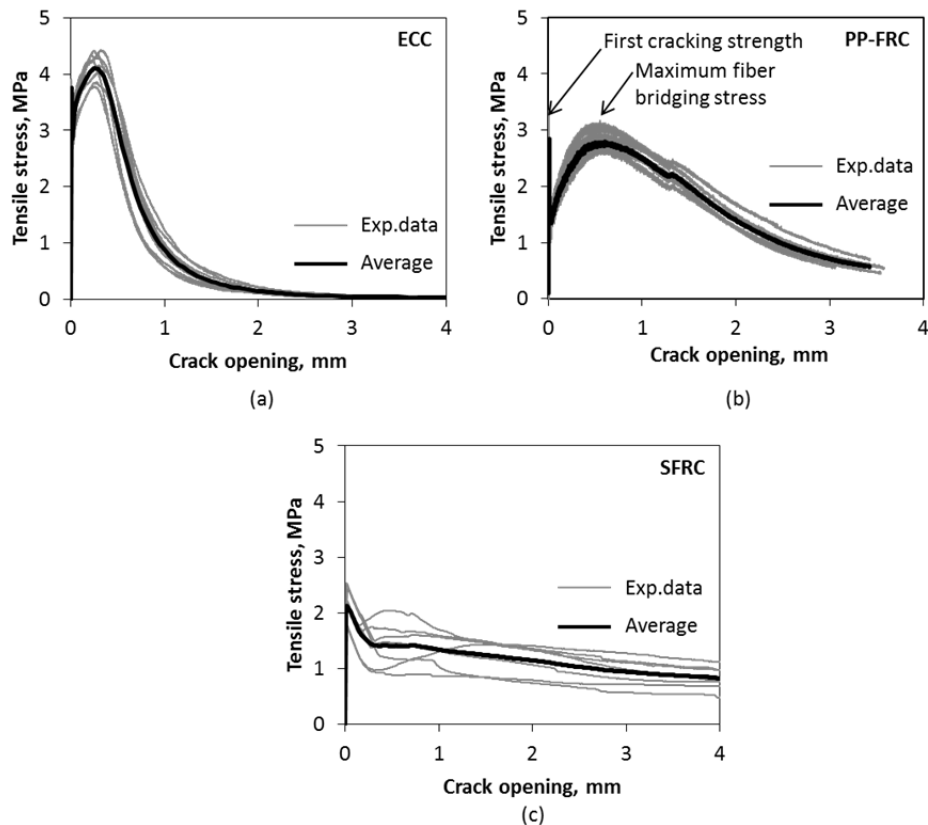 5
4
3
2
1
0
Tensile stress, MPa
ECC
Exp.data
Average
0 1 2 3 4
Crack opening, mm
(a)
5
4
3
2
1
0
Tensile stress, MPa
PP-FRC
First cracking strength
Maximum fiber
bridging stress
Exp.data
Average
0 1 2 3 4
Crack opening, mm
(b)
5
4
3
2
1
0
Tensile stress, MPa
SFRC
Exp.data
Average
0 1 2 3 4
Crack opening, mm
(c)